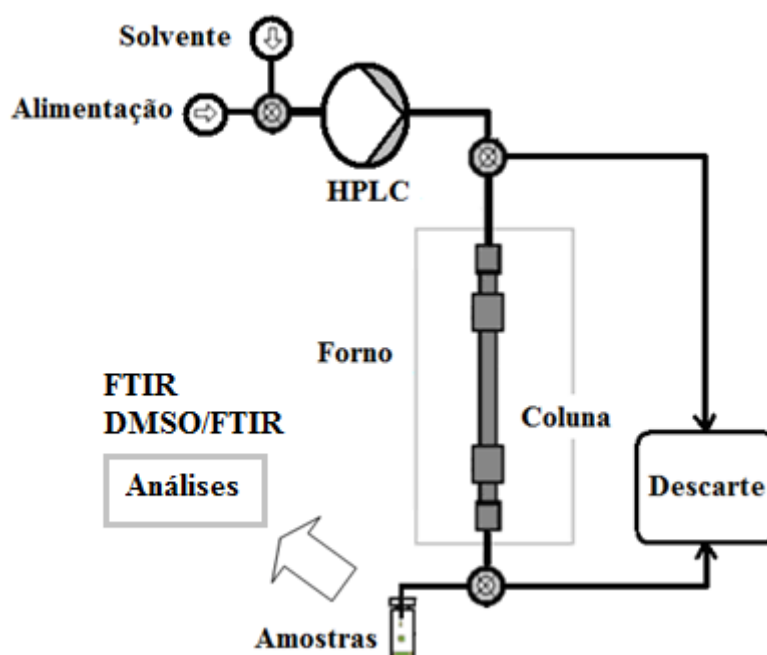 Solvente
Alimentação
HPLC
Forno
FTIR
DMSO/FTIR
Coluna
Análises
Descarte
Amostras